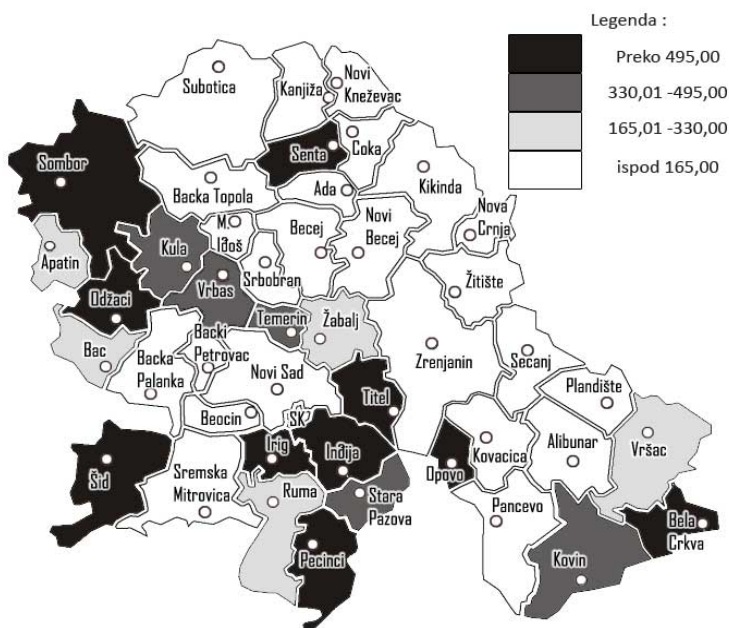 Legenda :
Preko 495,00
330,01 -495,00
165,01 -330,00
ispod 165,00
Subotica
Kanjiža
Novi
Kneževac
Senta
Coka
Sombor
Backa Topola
Ada
Kikinda
Apatin
Kula
M.
Iđoš
Becej
Novi
Becej
Nova
Crnja
Srbobran
Vrbas
Žitište
Odžaci
Temerin
Žabalj
Bac
Backa
Palanka
Backi
Petrovac
Novi Sad
Zrenjanin
Secanj
Titel
Plandište
Beocin
SK
Irig
Inđija
Opovo
Kovacica
Alibunar
Vršac
Šid
Sremska
Mitrovica
Ruma
Stara
Pazova
Pancevo
Pecinci
Kovin
Bela
Crkva